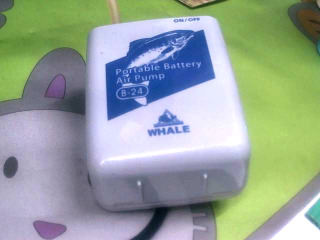 ON/OFF
Portable Battery
Air Pump
B-24
WHALE